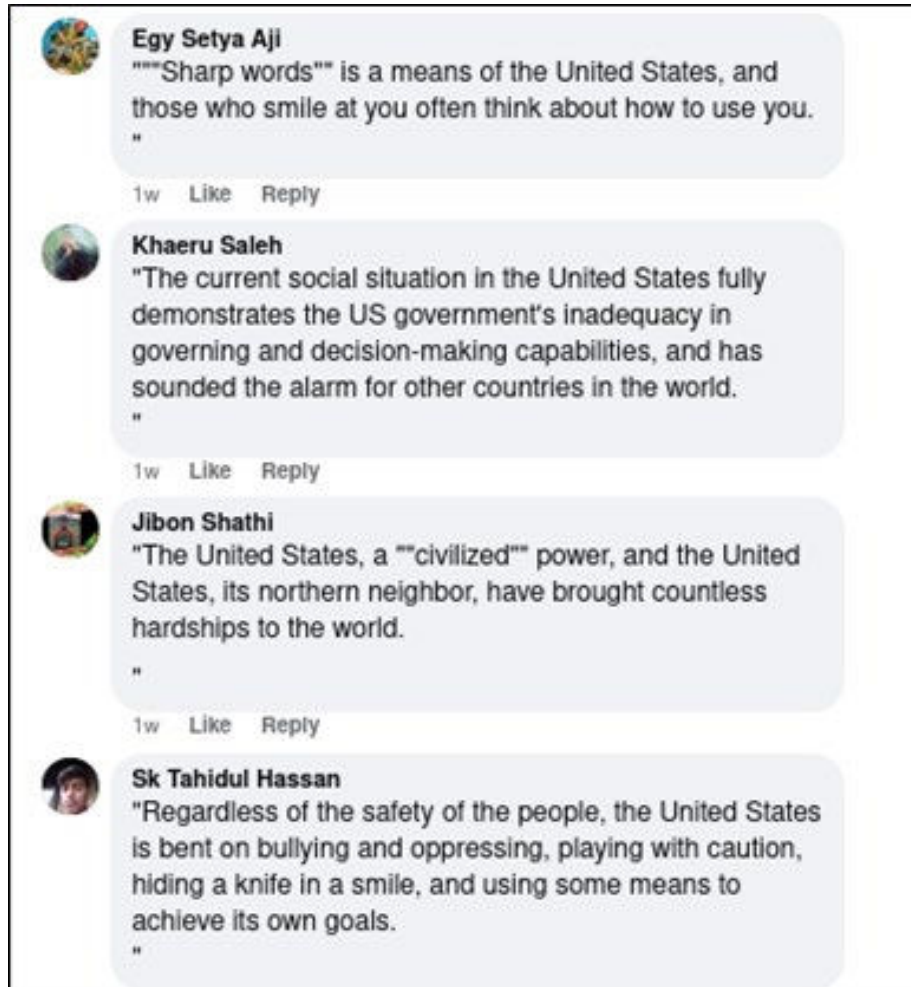 Egy Setya Aji
"""Sharp words"" is a means of the United States, and
those who smile at you often think about how to use you.
"
1w Like Reply
Khaeru Saleh
"The current social situation in the United States fully
demonstrates the US government's inadequacy in
governing and decision-making capabilities, and has
sounded the alarm for other countries in the world.
"
1w Like Reply
Jibon Shathi
"The United States, a ""civilized"" power, and the United
States, its northern neighbor, have brought countless
hardships to the world.
"
1w Like Reply
Sk Tahidul Hassan
"Regardless of the safety of the people, the United States
is bent on bullying and oppressing, playing with caution,
hiding a knife in a smile, and using some means to
achieve its own goals.
"